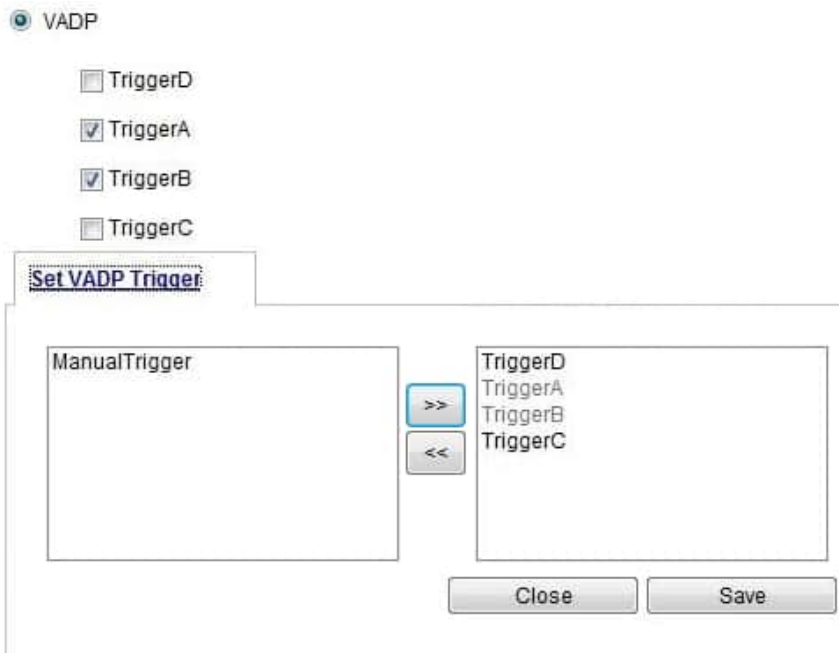 VADP
TriggerD
TriggerA
TriggerB
TriggerC
Set VADP Trigger
ManualTrigger
>>
<<
TriggerD
TriggerA
TriggerB
TriggerC
Close Save